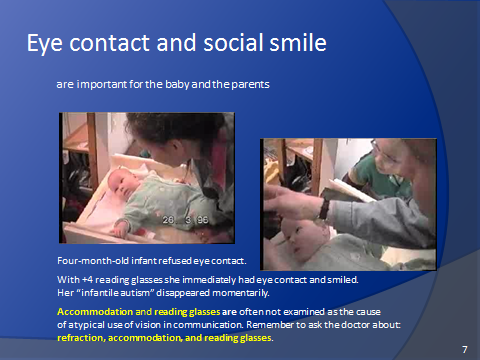 Eye contact and social smile
are important for the baby and the parents
26 3 96
Four-month-old infant refused eye contact.
With +4 reading glasses she immediately had eye contact and smiled.
Her “infantile autism” disappeared momentarily.
Accommodation and reading glasses are often not examined as the cause
of atypical use of vision in communication. Remember to ask the doctor about:
refraction, accommodation, and reading glasses.
7